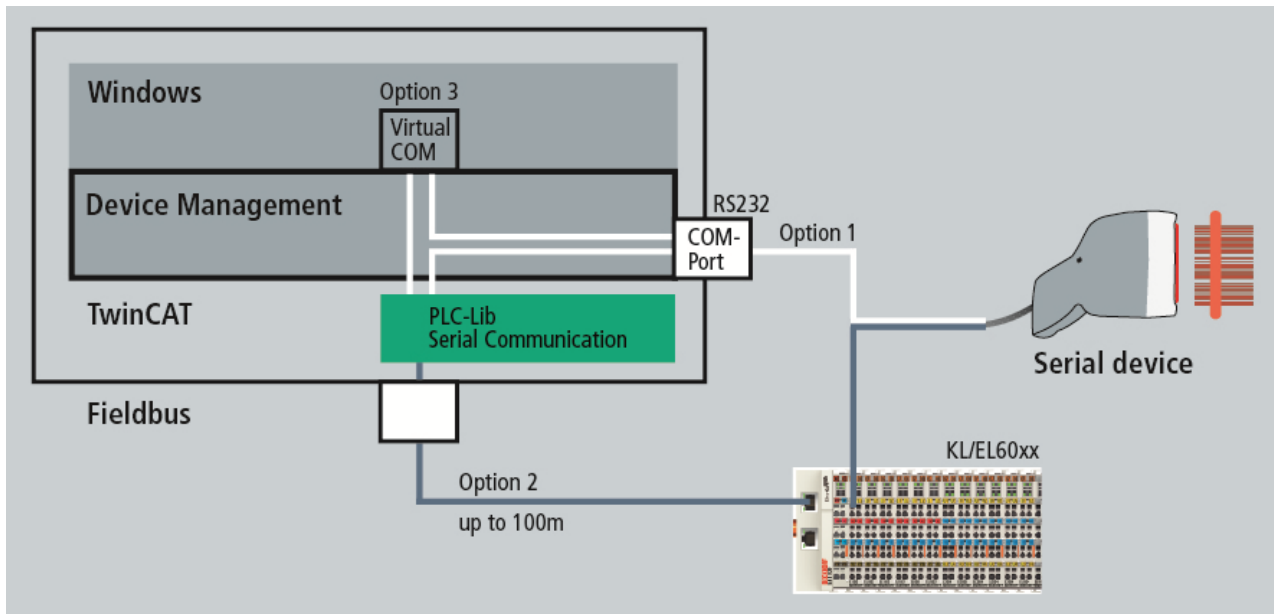 Windows
Option 3
Virtual
COM
Device Management
RS232
COM-
Port
Option 1
TwinCAT
PLC-Lib
Serial Communication
Serial device
Fieldbus
KL/EL60xx
Option 2
up to 100m